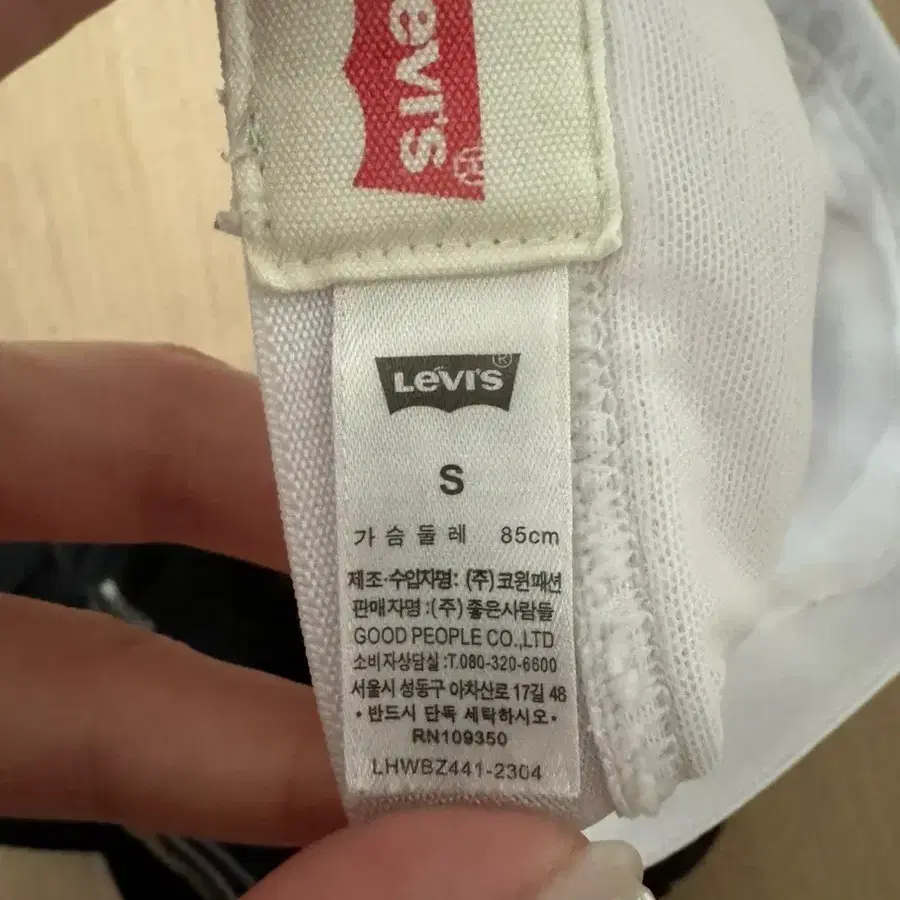 Levi's®
LEVI'S®
S
가슴둘레 85cm
제조·수입자명: (주)코윈패션
판매자명:(주)좋은사람들
GOOD PEOPLE CO.,LTD
소비자상담실:T.080-320-6600
서울시 성동구 아차산로 17길 48
• 반드시 단독 세탁하시오•
RN109350
LHWBZ441-2304